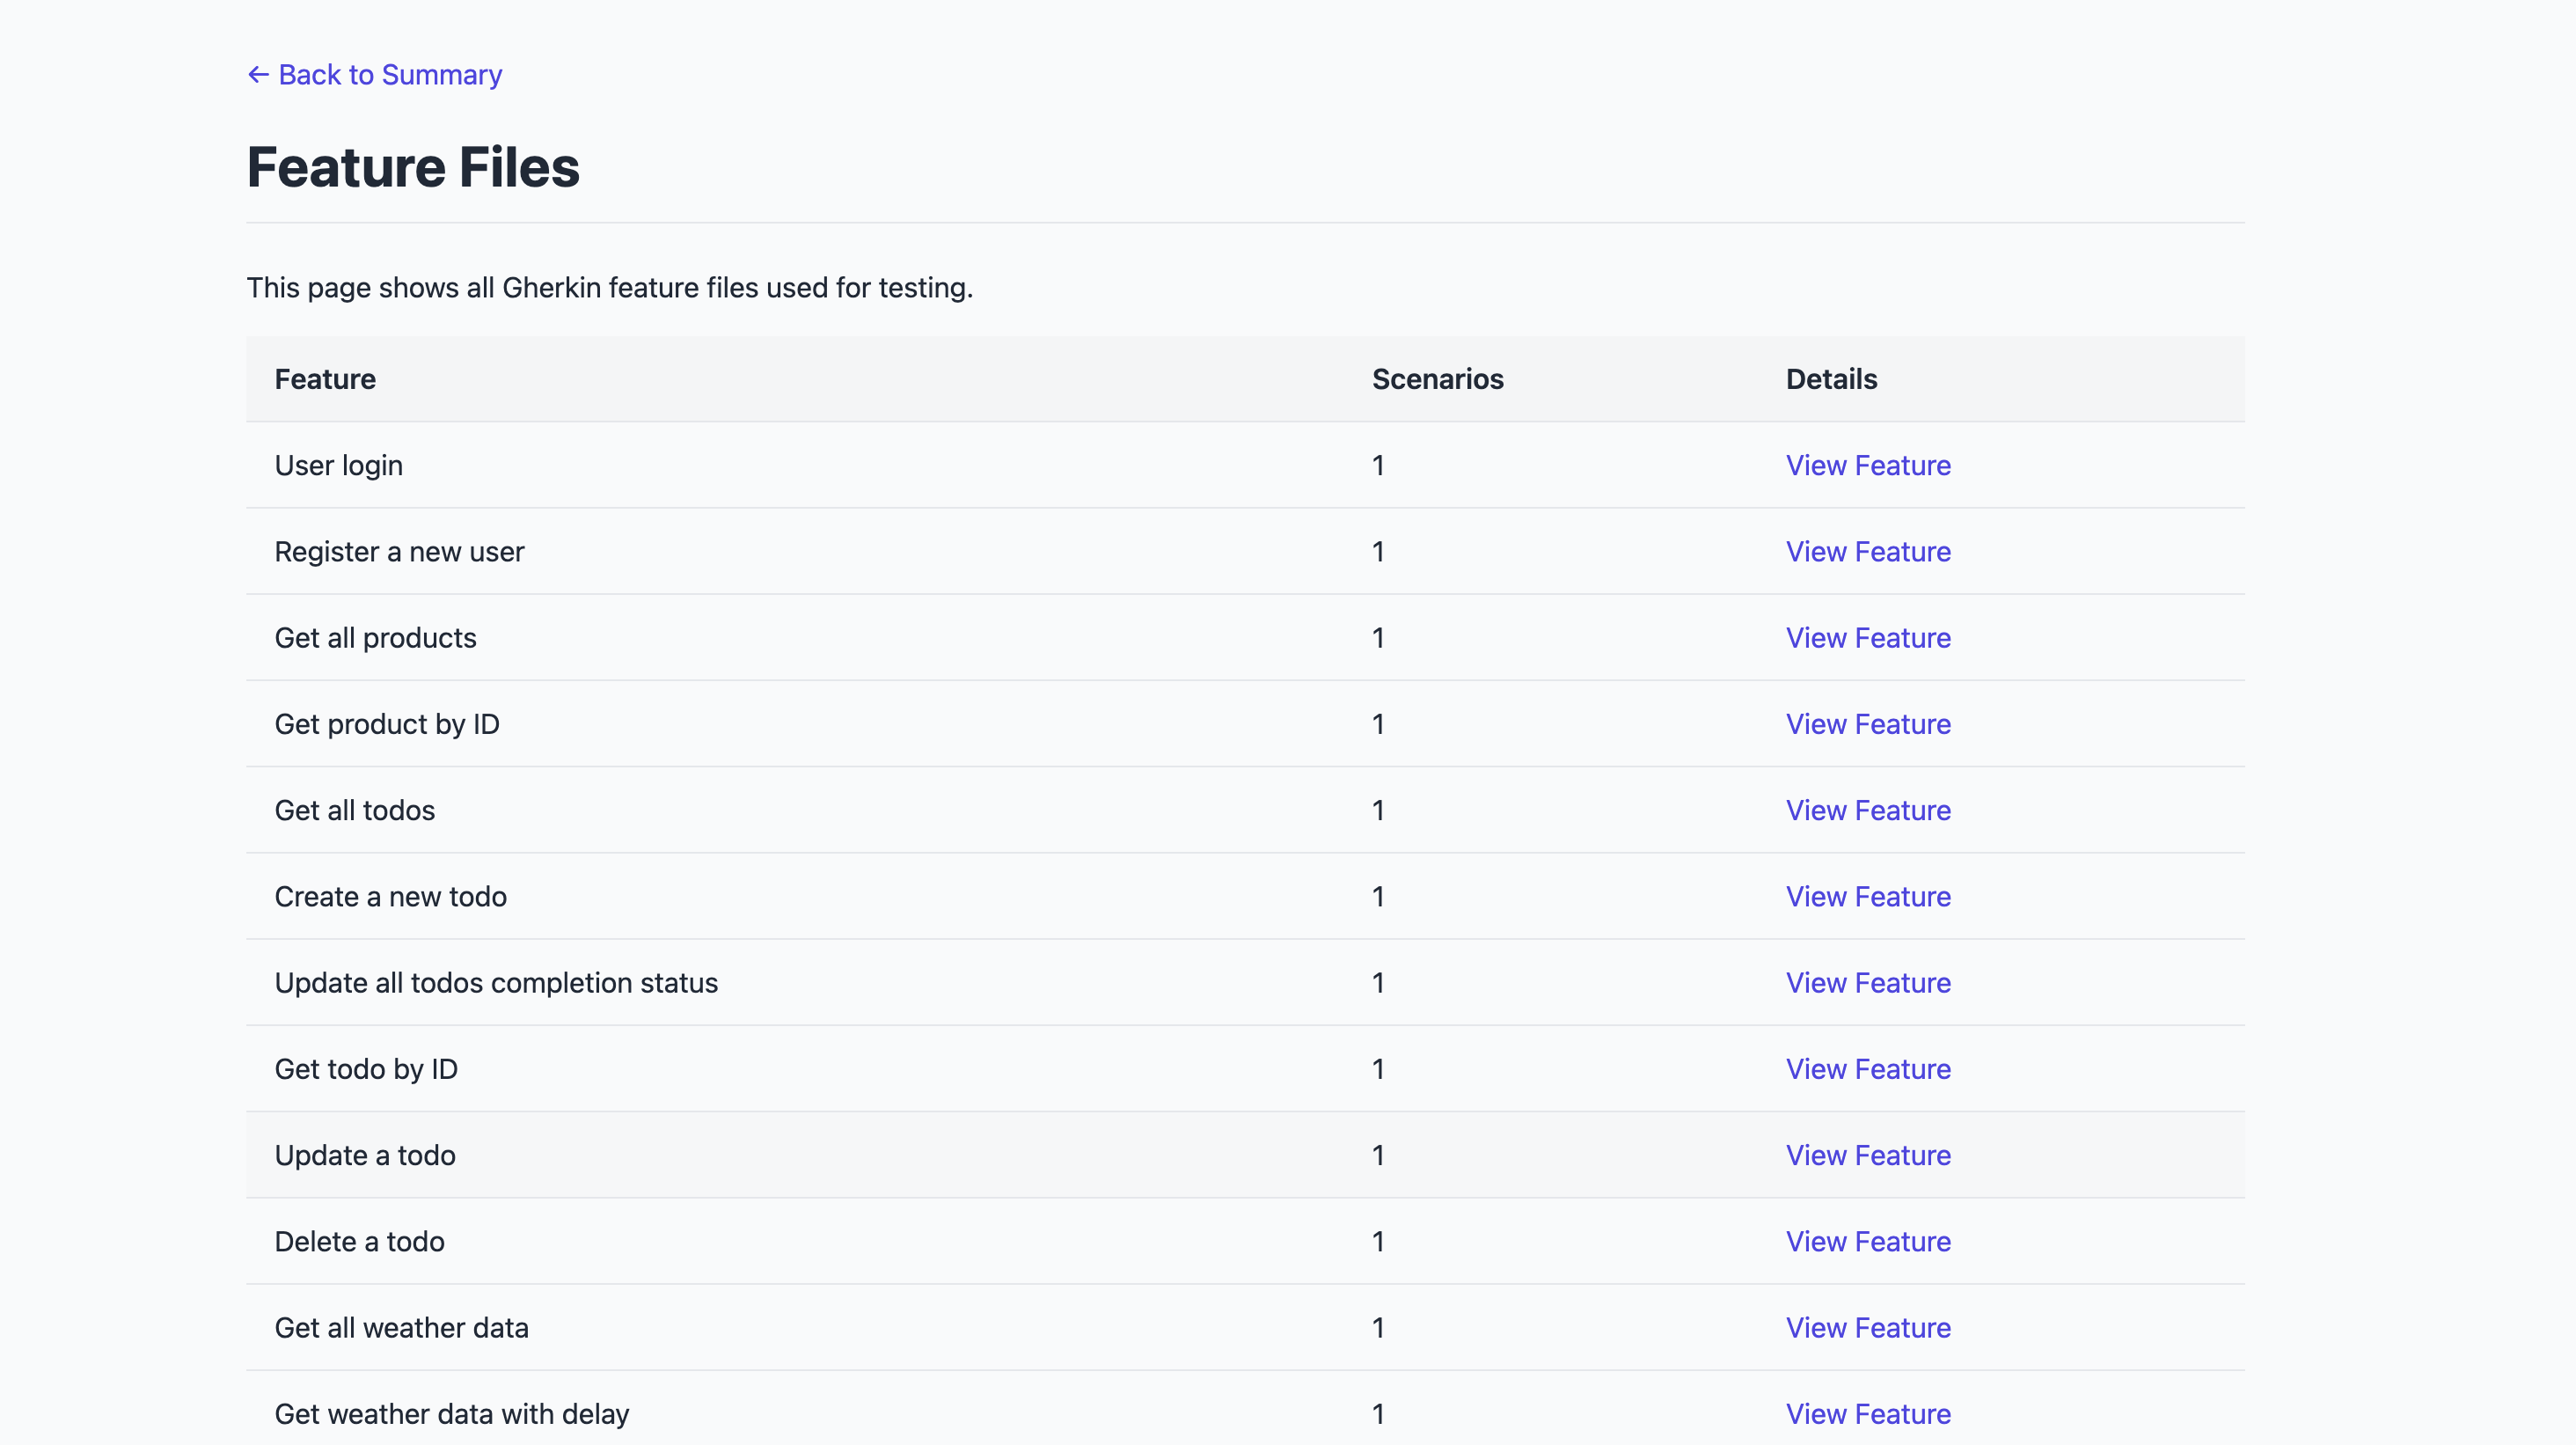 ← Back to Summary
Feature Files
This page shows all Gherkin feature files used for testing.
Feature Scenarios Details
User login 1 View Feature
Register a new user 1 View Feature
Get all products 1 View Feature
Get product by ID 1 View Feature
Get all todos 1 View Feature
Create a new todo 1 View Feature
Update all todos completion status 1 View Feature
Get todo by ID 1 View Feature
Update a todo 1 View Feature
Delete a todo 1 View Feature
Get all weather data 1 View Feature
Get weather data with delay 1 View Feature